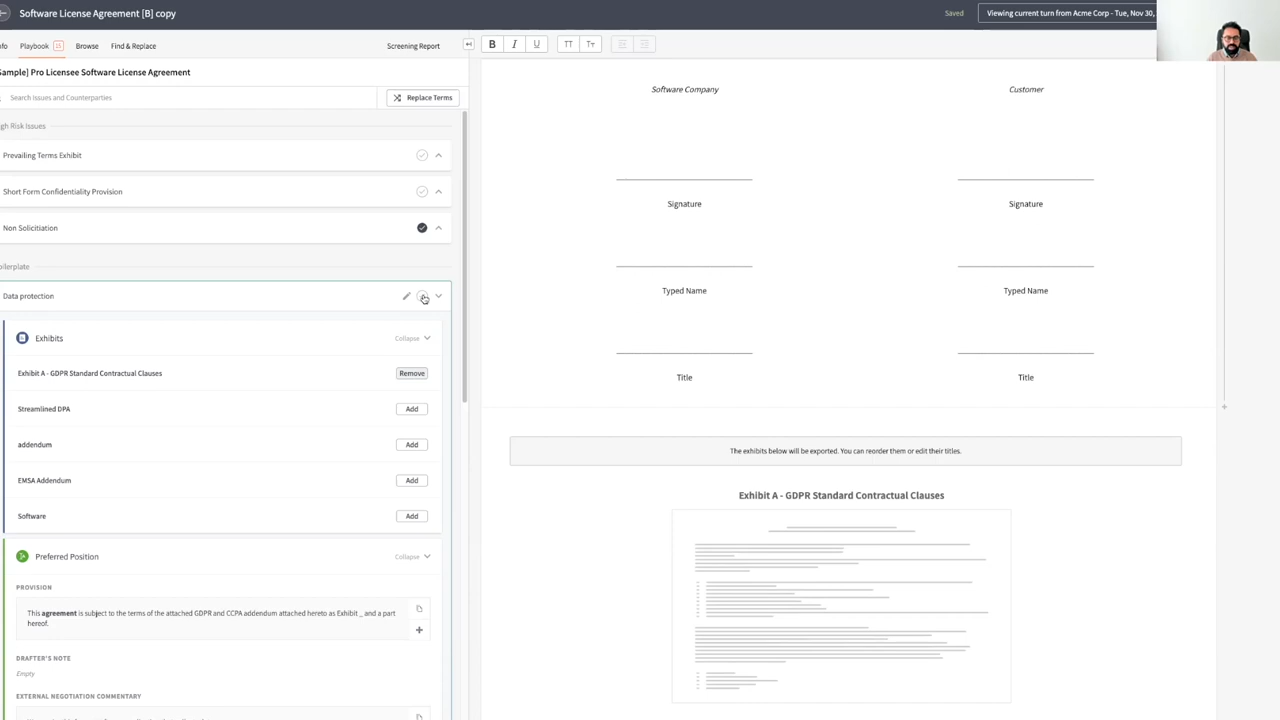 Software License Agreement [B] copy
Saved
Viewing current turn from Acme Corp - Tue, Nov 30,
nfo
Playbook
Browse
Find & Replace
Screening Report
B
I
U
TT
TT
Sample] Pro Licensee Software License Agreement
Search Issues and Counterparties
Replace Terms
gh Risk Issues
Prevailing Terms Exhibit
Short Form Confidentiality Provision
Non Solicitiation
oilerplate
Data protection
Exhibits
Collapse
Exhibit A - GDPR Standard Contractual Clauses
Remove
Streamlined DPA
Add
addendum
Add
EMSA Addendum
Add
Software
Add
Preferred Position
Collapse
PROVISION
This agreement is subject to the terms of the attached GDPR and CCPA addendum attached hereto as Exhibit _ and a part
hereof.
DRAFTER'S NOTE
Empty
EXTERNAL NEGOTIATION COMMENTARY
Software Company
Customer
Signature
Signature
Typed Name
Typed Name
Title
Title
The exhibits below will be exported. You can reorder them or edit their titles.
Exhibit A - GDPR Standard Contractual Clauses